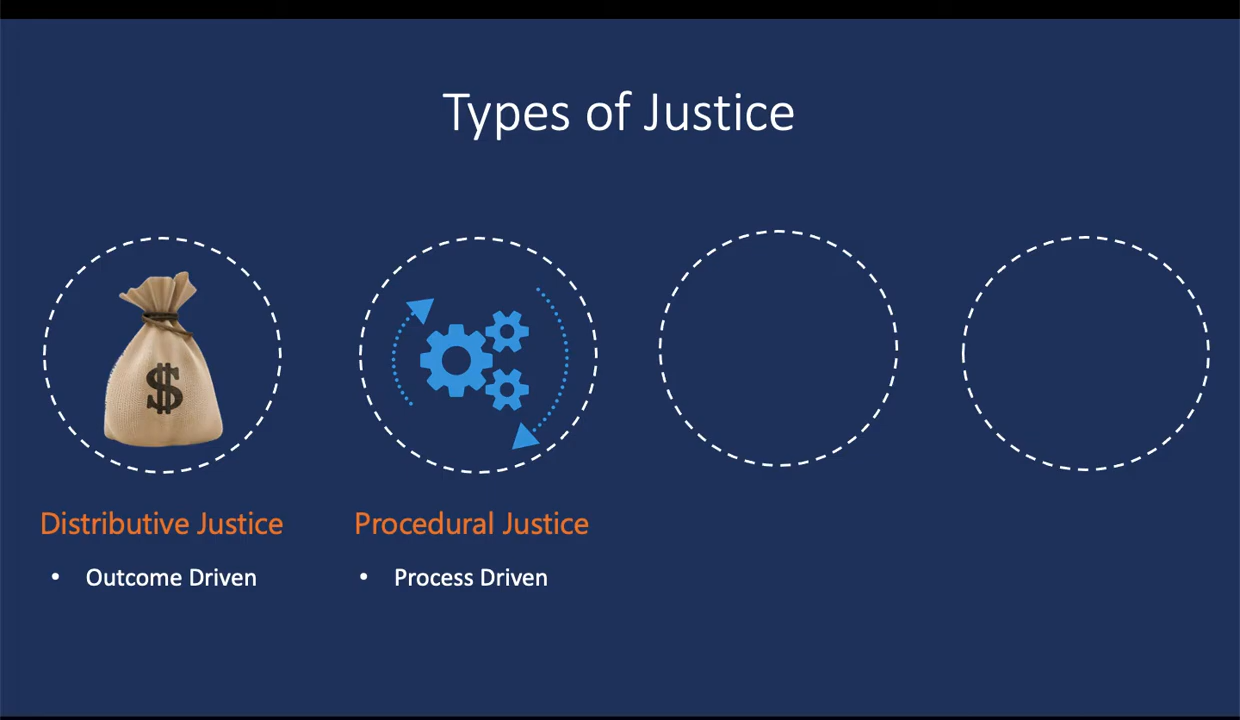 Types of Justice
$
Distributive Justice
Procedural Justice
• Outcome Driven
• Process Driven